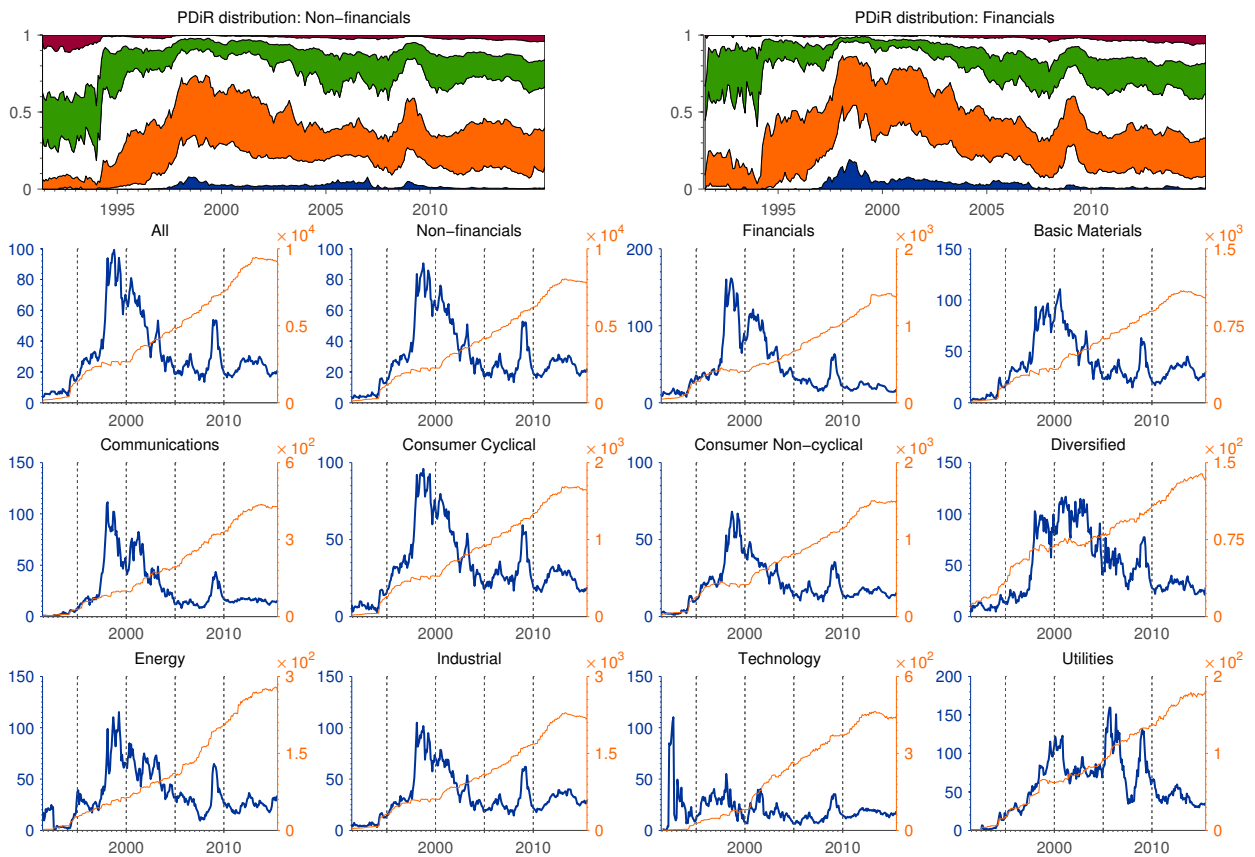 PDiR distribution: Non−financials PDiR distribution: Financials
1 1
0.5 0.5
0 0
1995 2000 2005 2010 1995 2000 2005 2010
All Non−financials Financials Basic Materials
× 10^4 × 10^4 × 10^3 × 10^3
100 1 100 1 200 2 150 1.5
80 80
60 0.5 60 0.5 100 1 100 0.75
40 40 50
20 20
0 0 0 0 0 0 0 0
2000 2010 2000 2010 2000 2010 2000 2010
Communications Consumer Cyclical Consumer Non−cyclical Diversified
× 10^2 × 10^3 × 10^3 × 10^2
150 6 100 2 100 2 150 1.5
100 3 50 1 50 1 100 0.75
50 50
0 0 0 0 0 0 0 0
2000 2010 2000 2010 2000 2010 2000 2010
Energy Industrial Technology Utilities
× 10^2 × 10^3 × 10^2 × 10^2
150 3 150 3 150 6 200 2
100 1.5 100 1.5 100 3 150
50 50 50 100 1
50
0 0 0 0 0 0 0 0
2000 2010 2000 2010 2000 2010 2000 2010